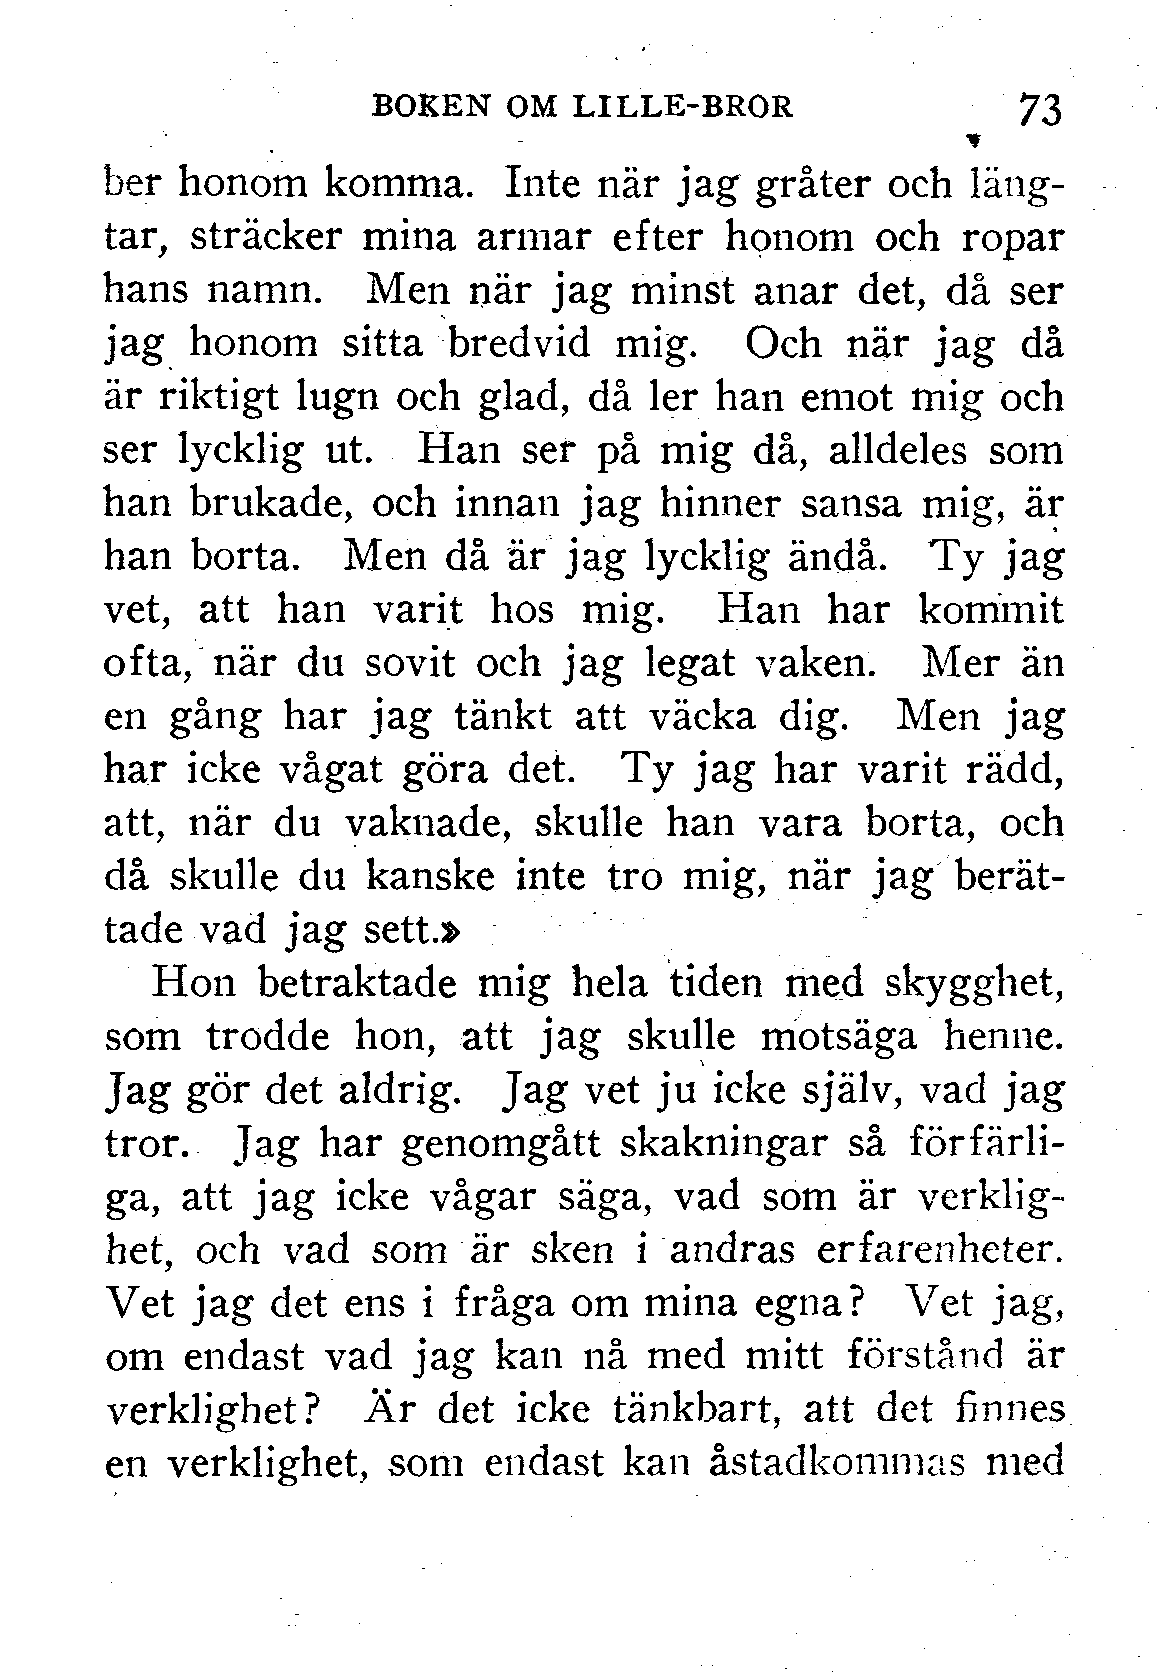 BOKEN OM LILLE-BROR 73
ber honom komma. Inte när jag gråter och läng-
tar, sträcker mina armar efter honom och ropar
hans namn. Men när jag minst anar det, då ser
jag honom sitta bredvid mig. Och när jag då
är riktigt lugn och glad, då ler han emot mig och
ser lycklig ut. Han ser på mig då, alldeles som
han brukade, och innan jag hinner sansa mig, är
han borta. Men då är jag lycklig ändå. Ty jag
vet, att han varit hos mig. Han har kommit
ofta, när du sovit och jag legat vaken. Mer än
en gång har jag tänkt att väcka dig. Men jag
har icke vågat göra det. Ty jag har varit rädd,
att, när du vaknade, skulle han vara borta, och
då skulle du kanske inte tro mig, när jag berät-
tade vad jag sett.»
Hon betraktade mig hela tiden med skygghet,
som trodde hon, att jag skulle motsäga henne.
Jag gör det aldrig. Jag vet ju icke själv, vad jag
tror. Jag har genomgått skakningar så förfärli-
ga, att jag icke vågar säga, vad som är verklig-
het, och vad som är sken i andras erfarenheter.
Vet jag det ens i fråga om mina egna? Vet jag,
om endast vad jag kan nå med mitt förstånd är
verklighet? Är det icke tänkbart, att det finnes
en verklighet, som endast kan åstadkommas med